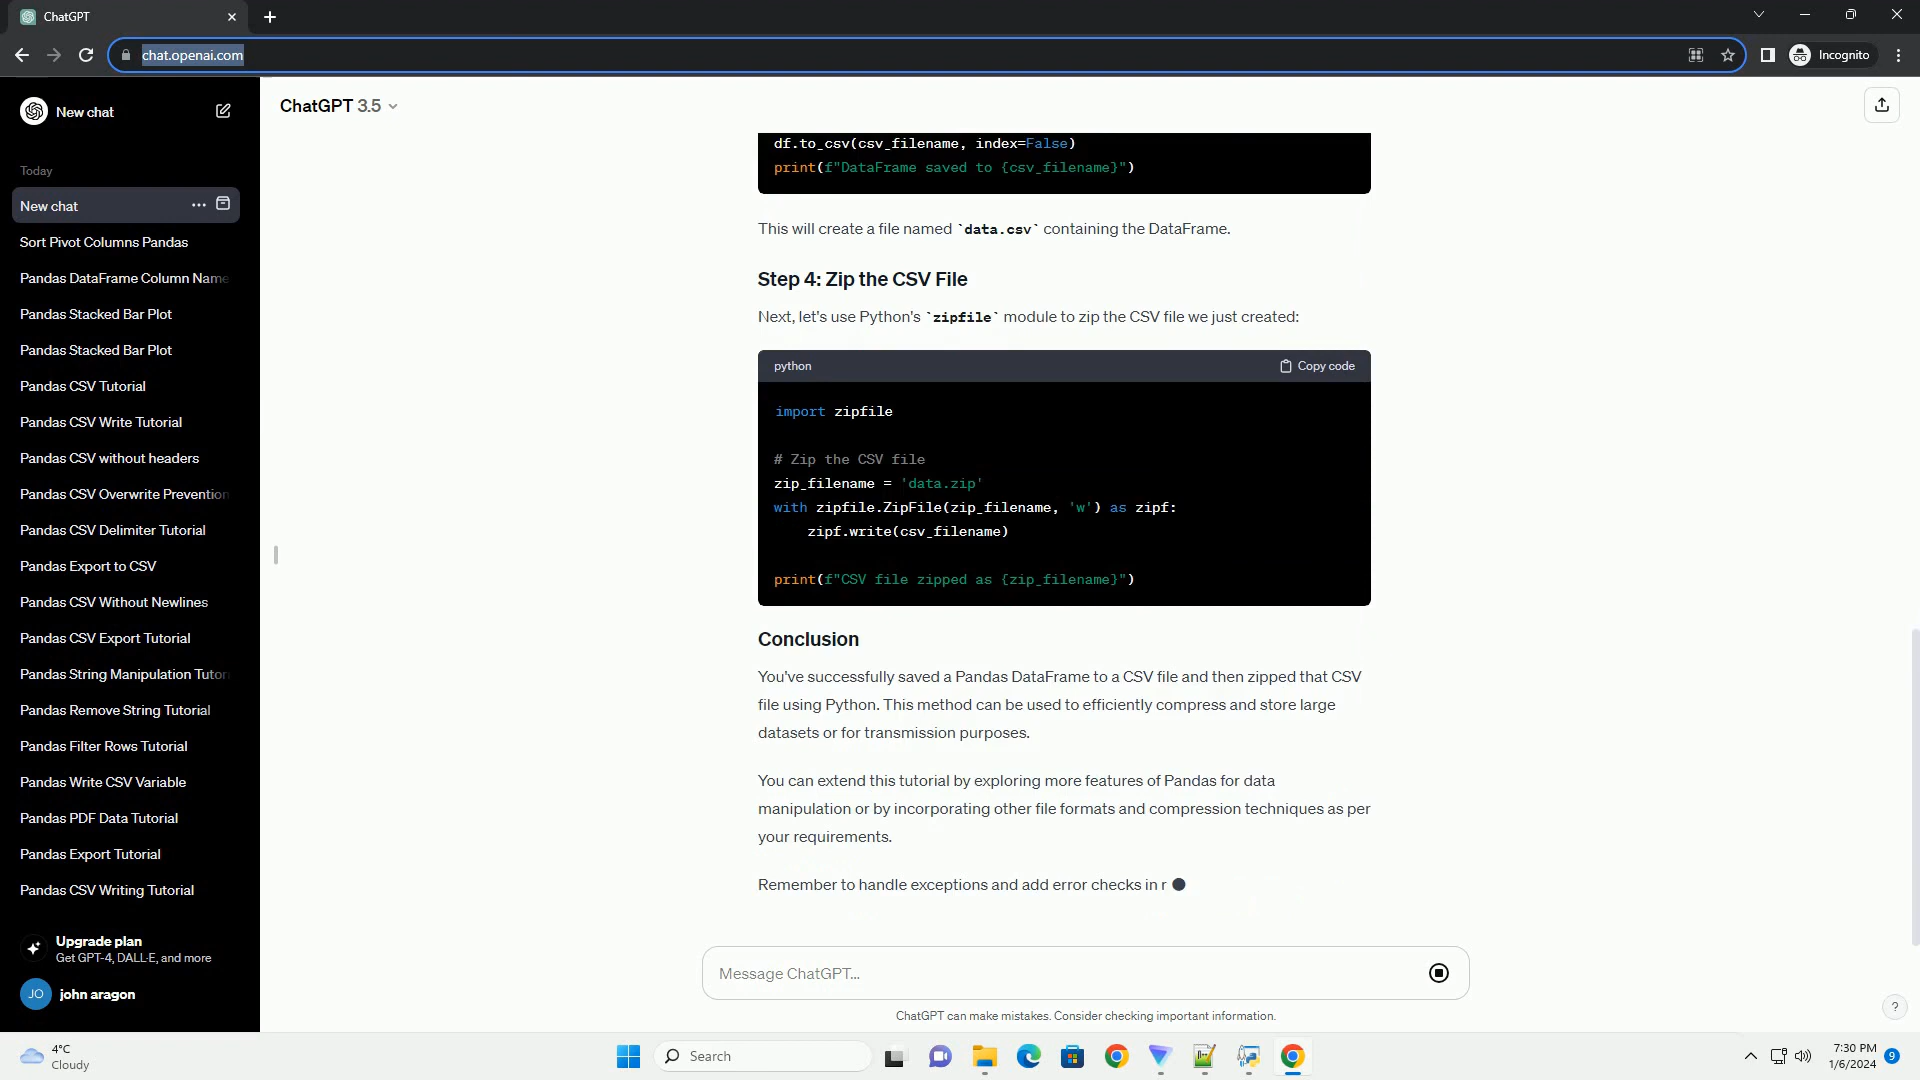 ChatGPT
chat.openai.com
Incognito
New chat
Today
New chat
Sort Pivot Columns Pandas
Pandas DataFrame Column Name
Pandas Stacked Bar Plot
Pandas Stacked Bar Plot
Pandas CSV Tutorial
Pandas CSV Write Tutorial
Pandas CSV without headers
Pandas CSV Overwrite Prevention
Pandas CSV Delimiter Tutorial
Pandas Export to CSV
Pandas CSV Without Newlines
Pandas CSV Export Tutorial
Pandas String Manipulation Tutor
Pandas Remove String Tutorial
Pandas Filter Rows Tutorial
Pandas Write CSV Variable
Pandas PDF Data Tutorial
Pandas Export Tutorial
Pandas CSV Writing Tutorial
Upgrade plan
Get GPT-4, DALL·E, and more
JO john aragon
ChatGPT 3.5
df.to_csv(csv_filename, index=False)
print(f"DataFrame saved to {csv_filename}")
This will create a file named `data.csv` containing the DataFrame.
Step 4: Zip the CSV File
Next, let's use Python's `zipfile` module to zip the CSV file we just created:
python Copy code
import zipfile
# Zip the CSV file
zip_filename = 'data.zip'
with zipfile.ZipFile(zip_filename, 'w') as zipf:
    zipf.write(csv_filename)
print(f"CSV file zipped as {zip_filename}")
Conclusion
You've successfully saved a Pandas DataFrame to a CSV file and then zipped that CSV
file using Python. This method can be used to efficiently compress and store large
datasets or for transmission purposes.
You can extend this tutorial by exploring more features of Pandas for data
manipulation or by incorporating other file formats and compression techniques as per
your requirements.
Remember to handle exceptions and add error checks in r
Message ChatGPT...
ChatGPT can make mistakes. Consider checking important information.
?
4°C
Cloudy
Search
7:30 PM
1/6/2024
9